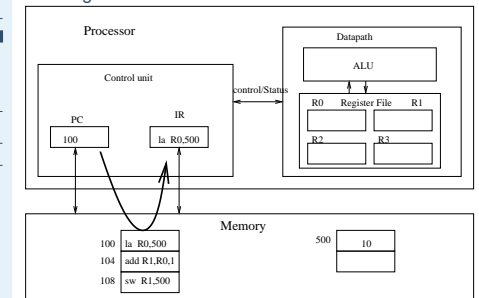 Processor
Datapath
ALU
Control unit
control/Status
R0 Register File R1
PC
IR
100
la R0,500
R2
R3
Memory
100 la R0,500
500 10
104 add R1,R0,1
108 sw R1,500